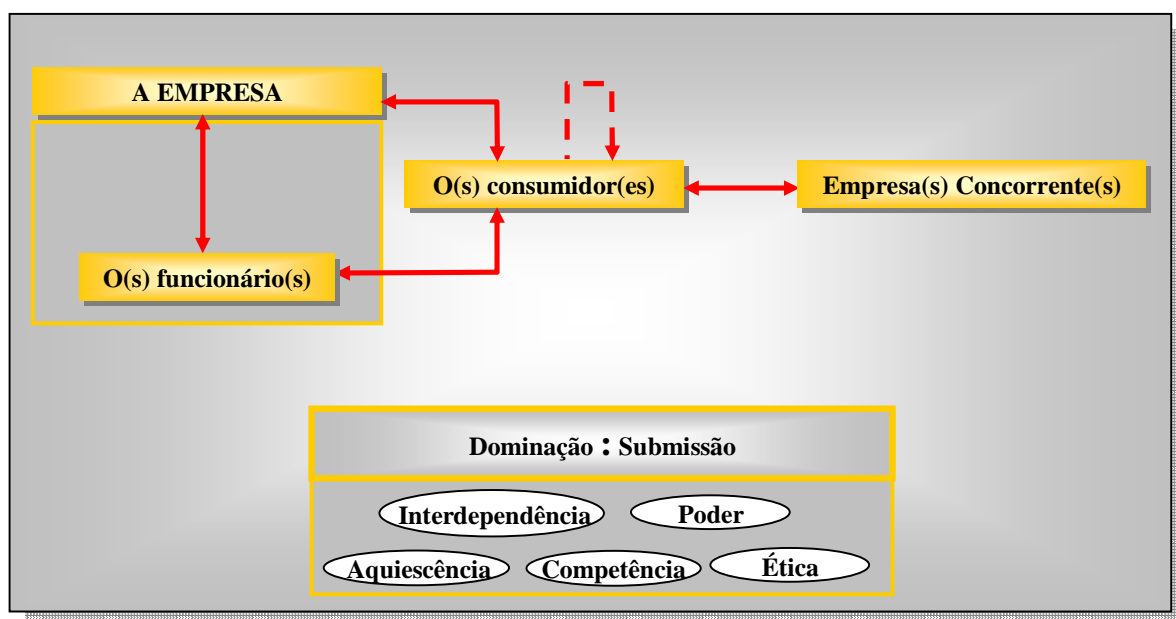 A EMPRESA
O(s) consumidor(es)
Empresa(s) Concorrente(s)
O(s) funcionário(s)
Dominação : Submissão
Interdependência
Poder
Aquiescência
Competência
Ética